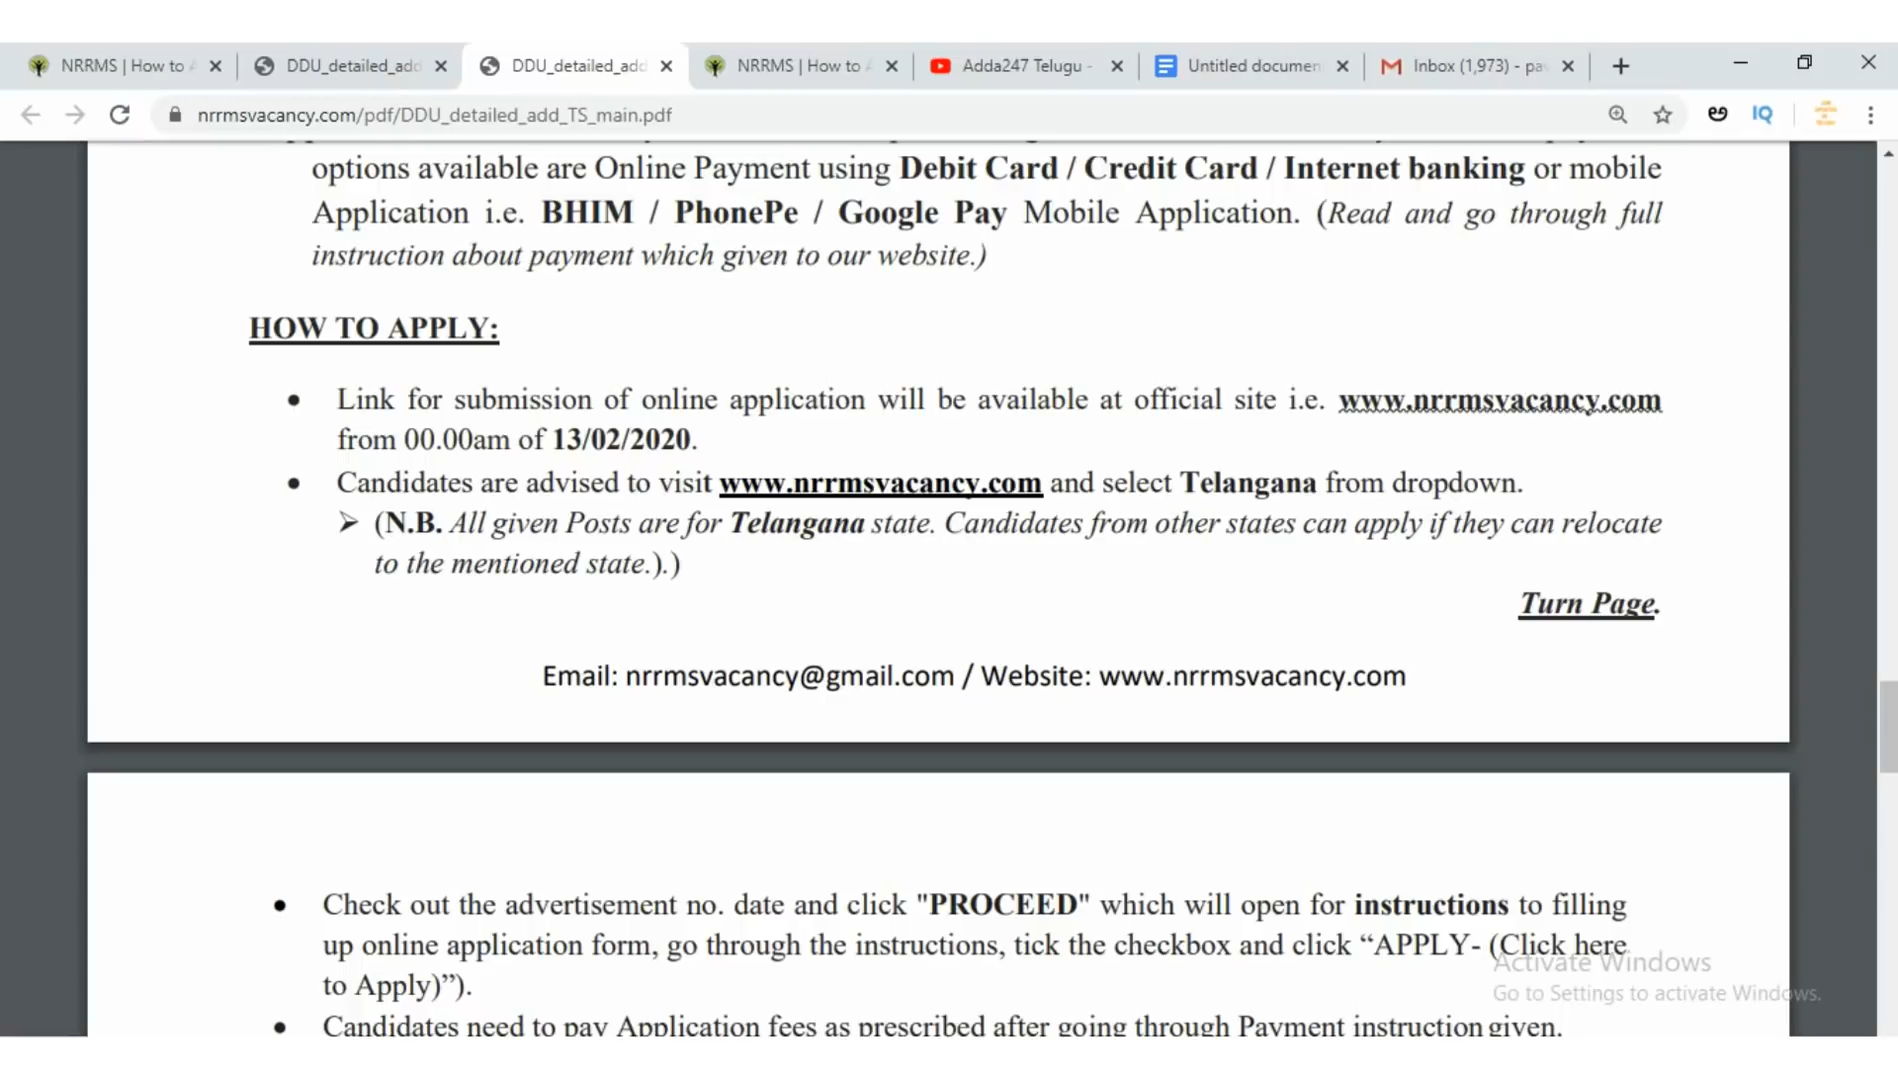 NRRMS | How to
DDU_detailed_add
DDU_detailed_add
NRRMS | How to
Adda247 Telugu -
Untitled documen
Inbox (1,973) - pa
nrrmsvacancy.com/pdf/DDU_detailed_add_TS_main.pdf
IQ
options available are Online Payment using Debit Card / Credit Card / Internet banking or mobile
Application i.e. BHIM / PhonePe / Google Pay Mobile Application. (Read and go through full
instruction about payment which given to our website.)
HOW TO APPLY:
• Link for submission of online application will be available at official site i.e. www.nrrmsvacancy.com
from 00.00am of 13/02/2020.
• Candidates are advised to visit www.nrrmsvacancy.com and select Telangana from dropdown.
➤ (N.B. All given Posts are for Telangana state. Candidates from other states can apply if they can relocate
to the mentioned state.).)
Turn Page.
Email: nrrmsvacancy@gmail.com / Website: www.nrrmsvacancy.com
• Check out the advertisement no. date and click "PROCEED" which will open for instructions to filling
up online application form, go through the instructions, tick the checkbox and click “APPLY- (Click here
to Apply)”).
Activate Windows
Go to Settings to activate Windows.
• Candidates need to pay Application fees as prescribed after going through Payment instruction given.